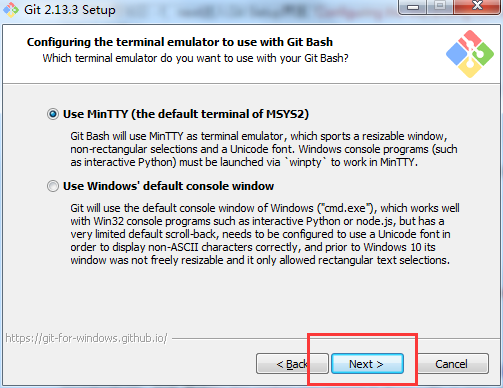 Git 2.13.3 Setup
Configuring the terminal emulator to use with Git Bash
Which terminal emulator do you want to use with your Git Bash?
Use MinTTY (the default terminal of MSYS2)
Git Bash will use MinTTY as terminal emulator, which sports a resizable window,
non-rectangular selections and a Unicode font. Windows console programs (such
as interactive Python) must be launched via `winpty` to work in MinTTY.
Use Windows' default console window
Git will use the default console window of Windows ("cmd.exe"), which works well
with Win32 console programs such as interactive Python or node.js, but has a
very limited default scroll-back, needs to be configured to use a Unicode font in
order to display non-ASCII characters correctly, and prior to Windows 10 its
window was not freely resizable and it only allowed rectangular text selections.
https://git-for-windows.github.io/
< Back
Next >
Cancel